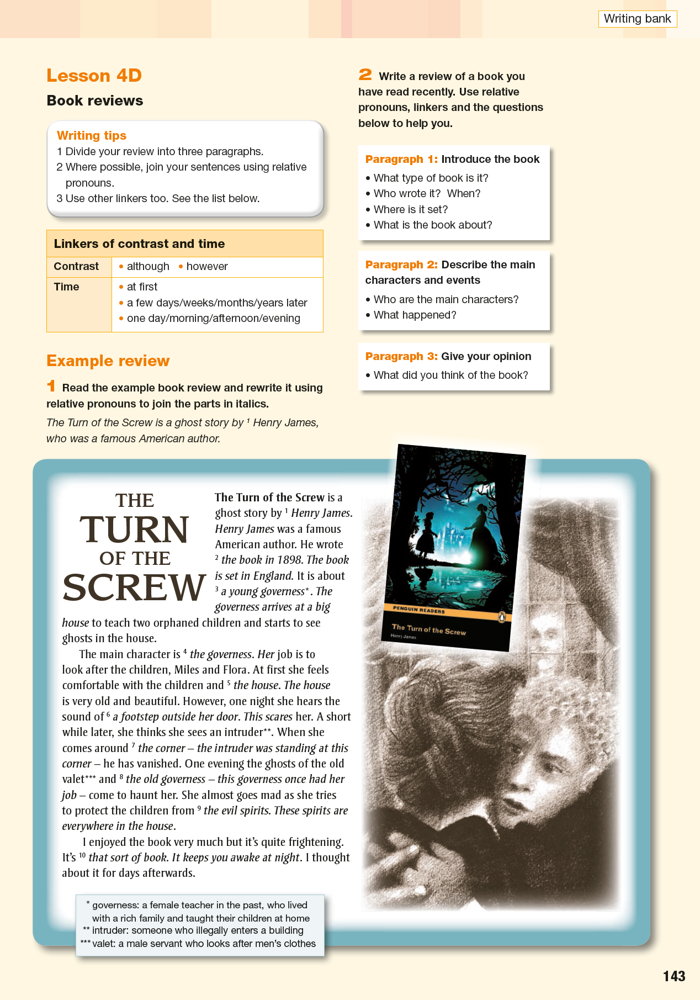 Writing bank
Lesson 4D
Book reviews
Writing tips
1 Divide your review into three paragraphs.
2 Where possible, join your sentences using relative
pronouns.
3 Use other linkers too. See the list below.
Linkers of contrast and time
Contrast • although • however
Time • at first
• a few days/weeks/months/years later
• one day/morning/afternoon/evening
Example review
1 Read the example book review and rewrite it using
relative pronouns to join the parts in italics.
The Turn of the Screw is a ghost story by ¹ Henry James,
who was a famous American author.
2 Write a review of a book you
have read recently. Use relative
pronouns, linkers and the questions
below to help you.
Paragraph 1: Introduce the book
• What type of book is it?
• Who wrote it? When?
• Where is it set?
• What is the book about?
Paragraph 2: Describe the main
characters and events
• Who are the main characters?
• What happened?
Paragraph 3: Give your opinion
• What did you think of the book?
THE
TURN
OF THE
SCREW
The Turn of the Screw is a
ghost story by ¹ Henry James.
Henry James was a famous
American author. He wrote
² the book in 1898. The book
is set in England. It is about
³ a young governess*. The
governess arrives at a big
house to teach two orphaned children and starts to see
ghosts in the house.
The main character is ⁴ the governess. Her job is to
look after the children, Miles and Flora. At first she feels
comfortable with the children and ⁵ the house. The house
is very old and beautiful. However, one night she hears the
sound of ⁶ a footstep outside her door. This scares her. A short
while later, she thinks she sees an intruder**. When she
comes around ⁷ the corner – the intruder was standing at this
corner – he has vanished. One evening the ghosts of the old
valet*** and ⁸ the old governess – this governess once had her
job – come to haunt her. She almost goes mad as she tries
to protect the children from ⁹ the evil spirits. These spirits are
everywhere in the house.
I enjoyed the book very much but it’s quite frightening.
It’s ¹⁰ that sort of book. It keeps you awake at night. I thought
about it for days afterwards.
PENGUIN READERS
The Turn of the Screw
Henry James
* governess: a female teacher in the past, who lived
with a rich family and taught their children at home
** intruder: someone who illegally enters a building
*** valet: a male servant who looks after men’s clothes
143